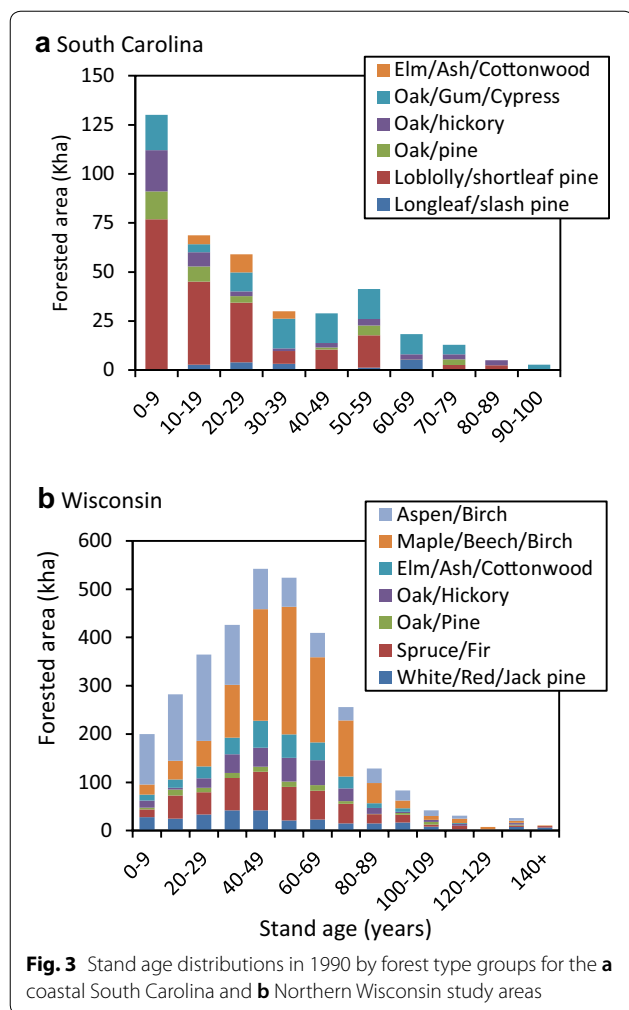 a South Carolina
150
125
100
75
50
25
0
Forested area (Kha)
Elm/Ash/Cottonwood
Oak/Gum/Cypress
Oak/hickory
Oak/pine
Loblolly/shortleaf pine
Longleaf/slash pine
0-9
10-19
20-29
30-39
40-49
50-59
60-69
70-79
80-89
90-100
b Wisconsin
600
500
400
300
200
100
0
Forested area (kha)
Aspen/Birch
Maple/Beech/Birch
Elm/Ash/Cottonwood
Oak/Hickory
Oak/Pine
Spruce/Fir
White/Red/Jack pine
0-9
20-29
40-49
60-69
80-89
100-109
120-129
140+
Stand age (years)
Fig. 3 Stand age distributions in 1990 by forest type groups for the a
coastal South Carolina and b Northern Wisconsin study areas